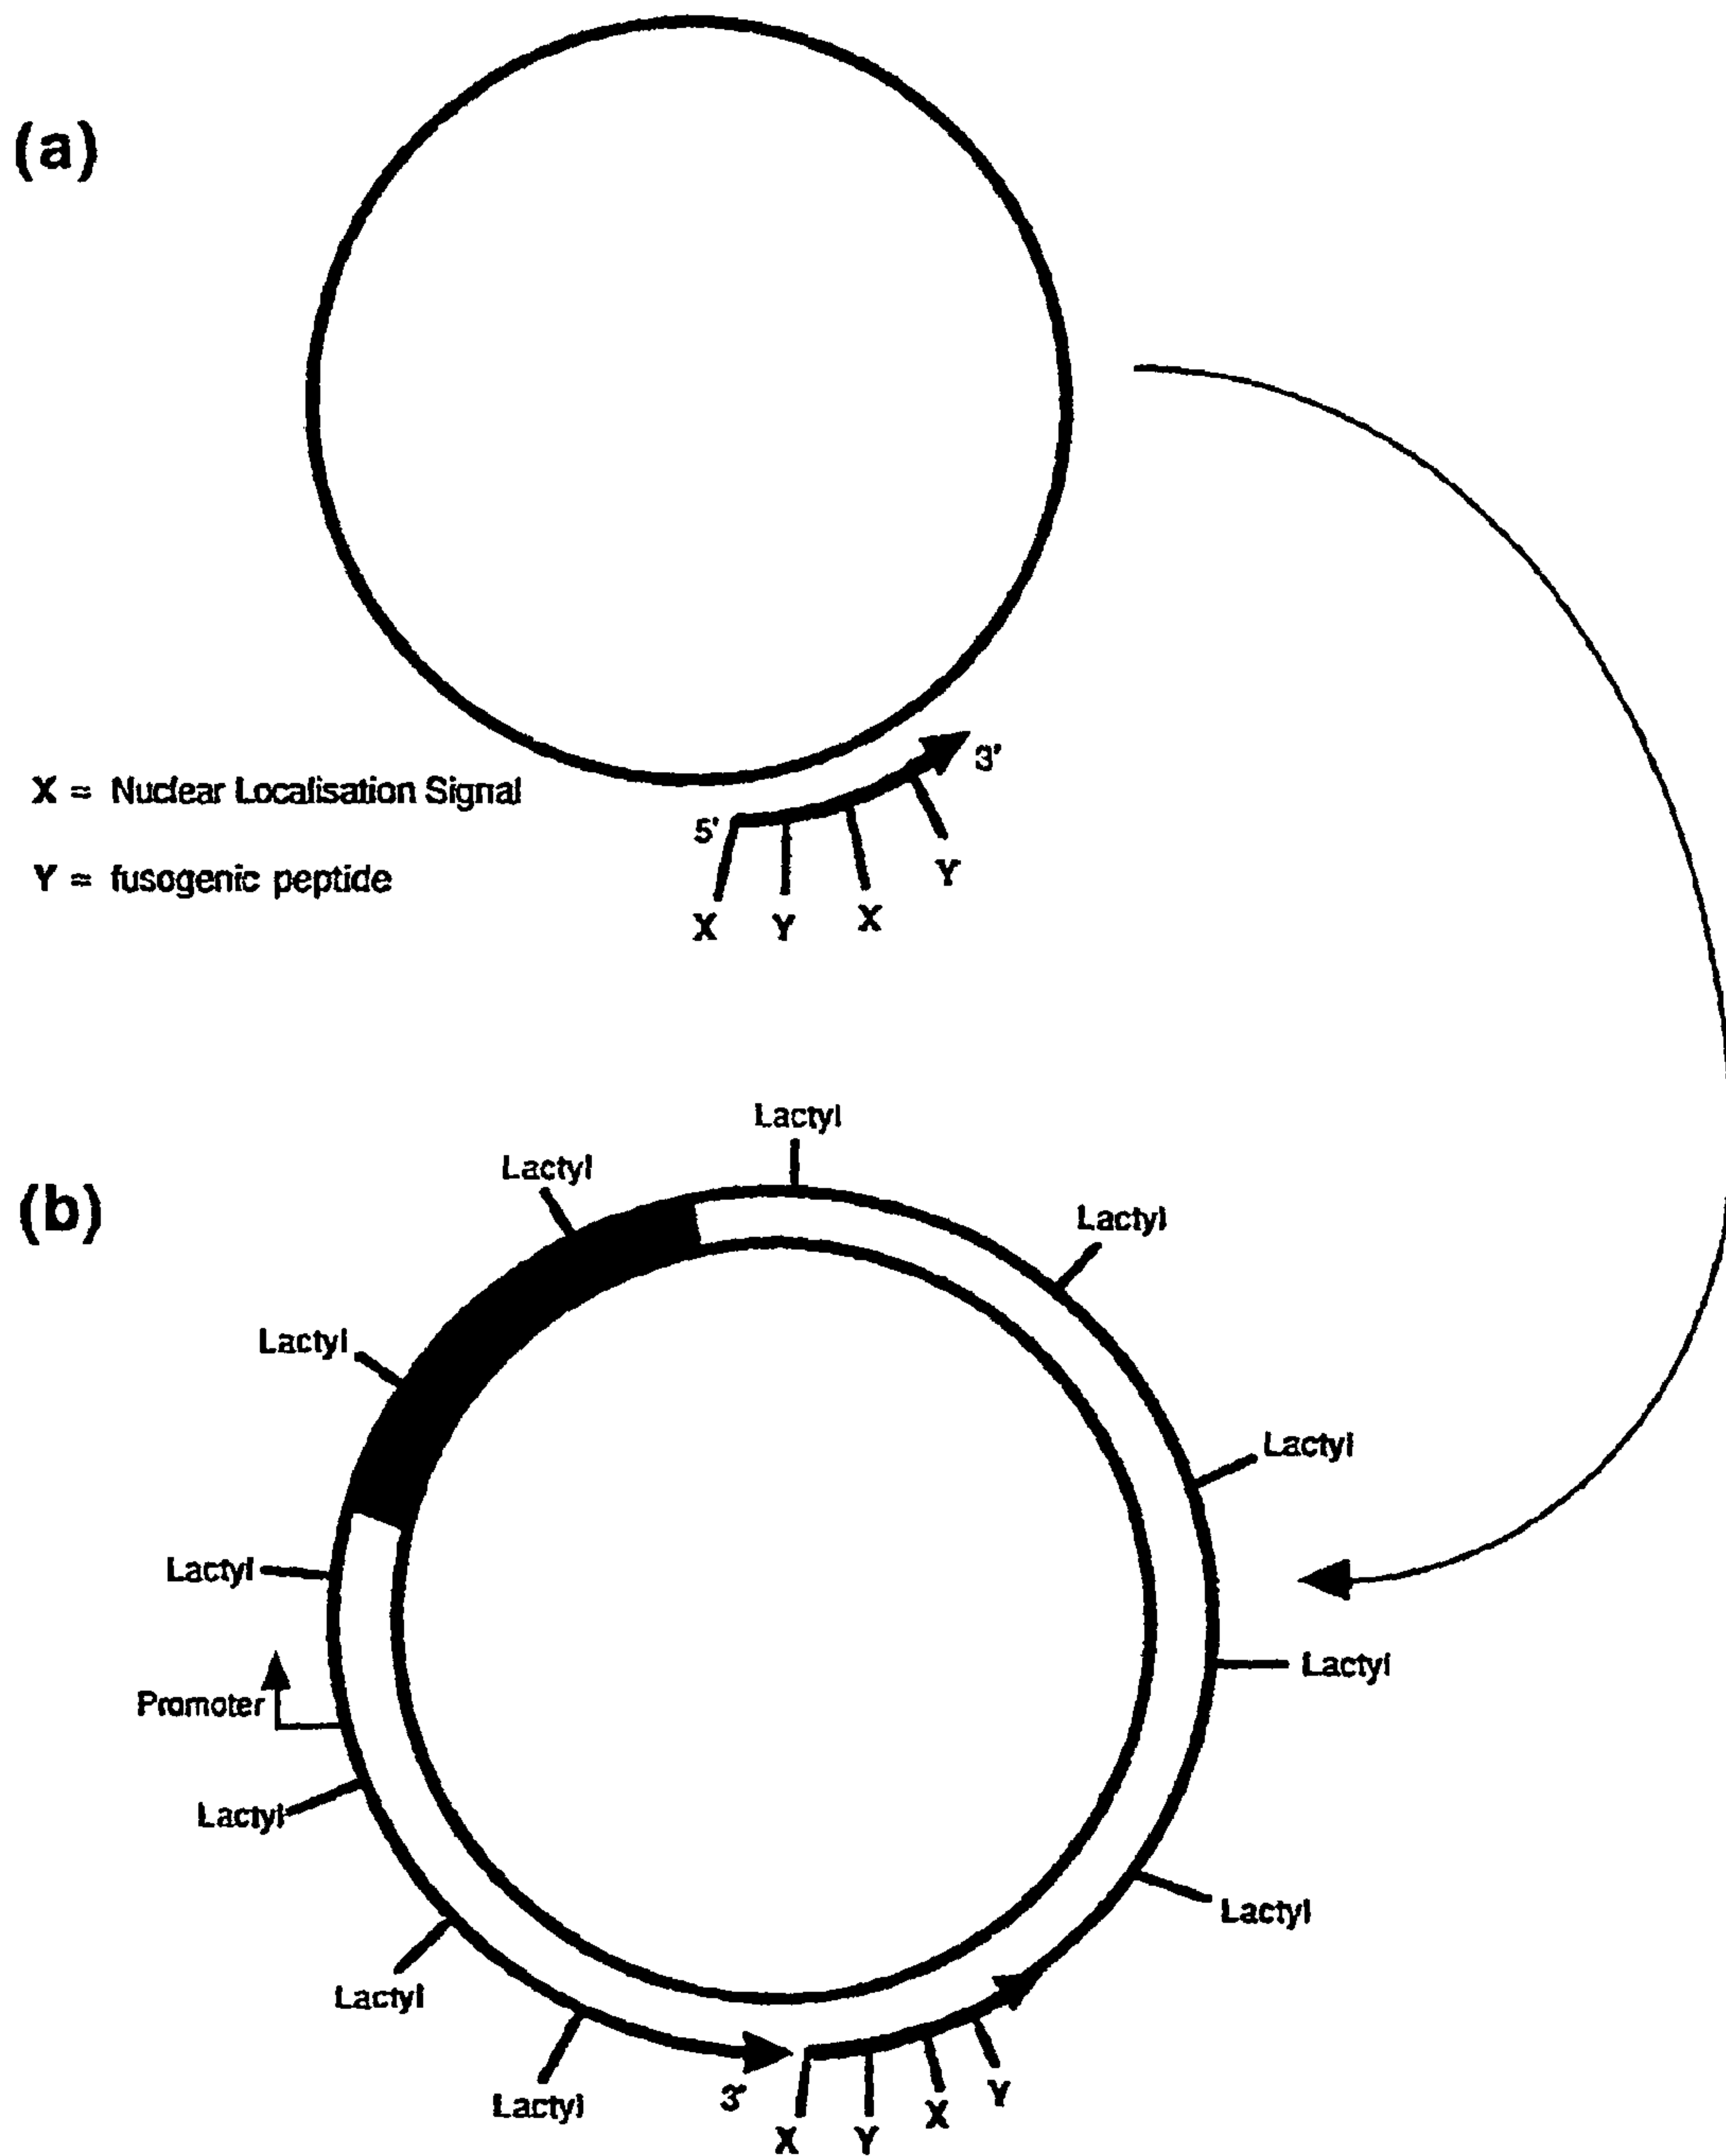 (a)
3'
X = Nuclear Localisation Signal
5'
Y = fusogenic peptide
X Y X Y
Lactyl
Lactyl
(b)
Lactyl
Lactyl
Lactyl
Lactyl
Lactyl
Promoter
Lactyl
Lactyl
Lactyl
Lactyl
3'
X Y X Y
Lactyl